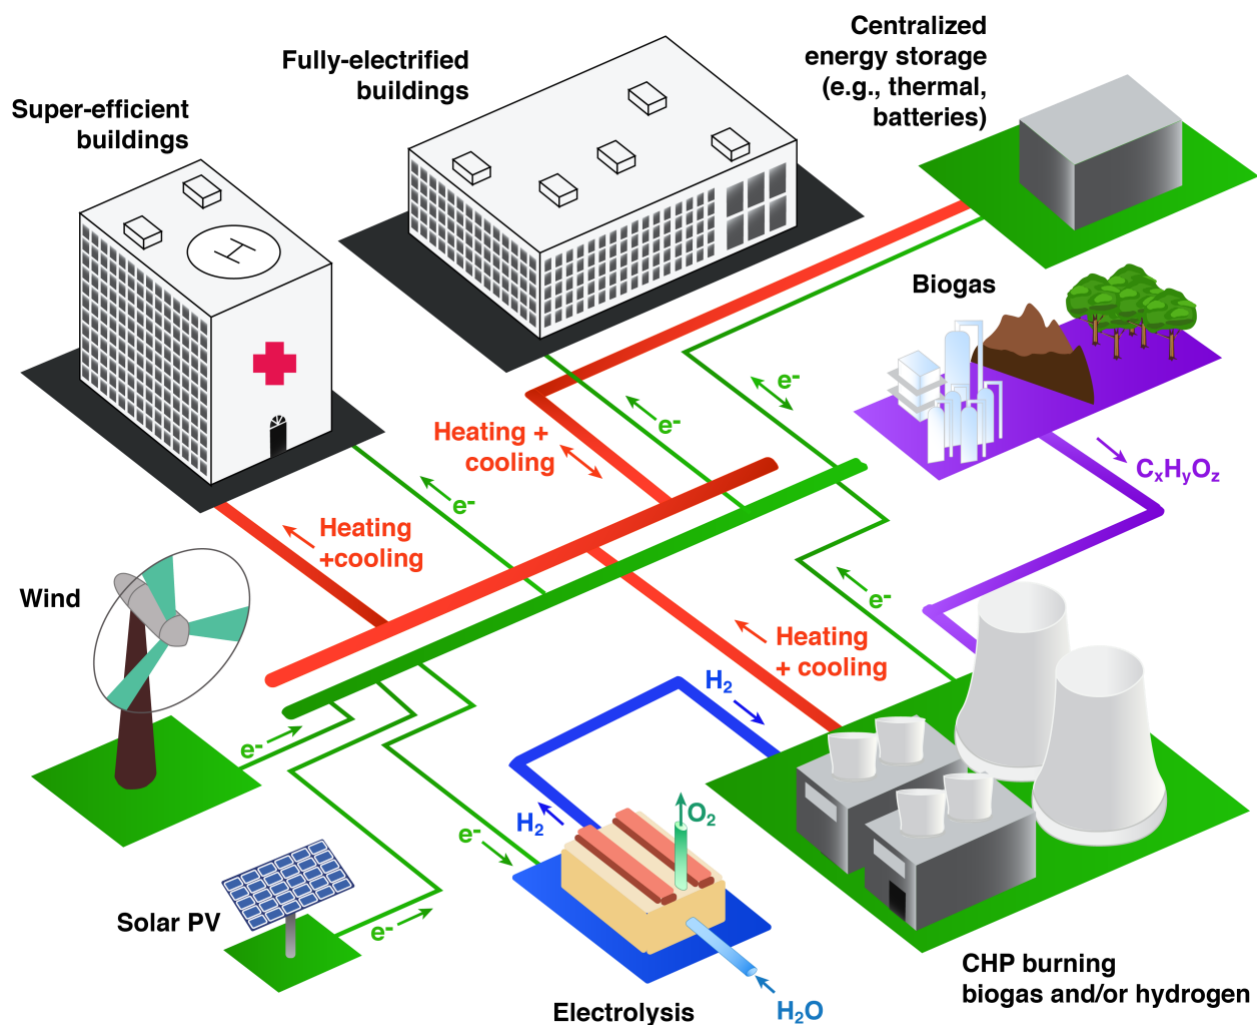 Centralized
energy storage
(e.g., thermal,
batteries)
Fully-electrified
buildings
Super-efficient
buildings
H
Biogas
e-
e-
Heating +
cooling
CxHyOz
e-
Heating
+cooling
Wind
e-
Heating
+ cooling
H2
e-
H2
O2
e-
Solar PV
e-
CHP burning
biogas and/or hydrogen
Electrolysis
H2O